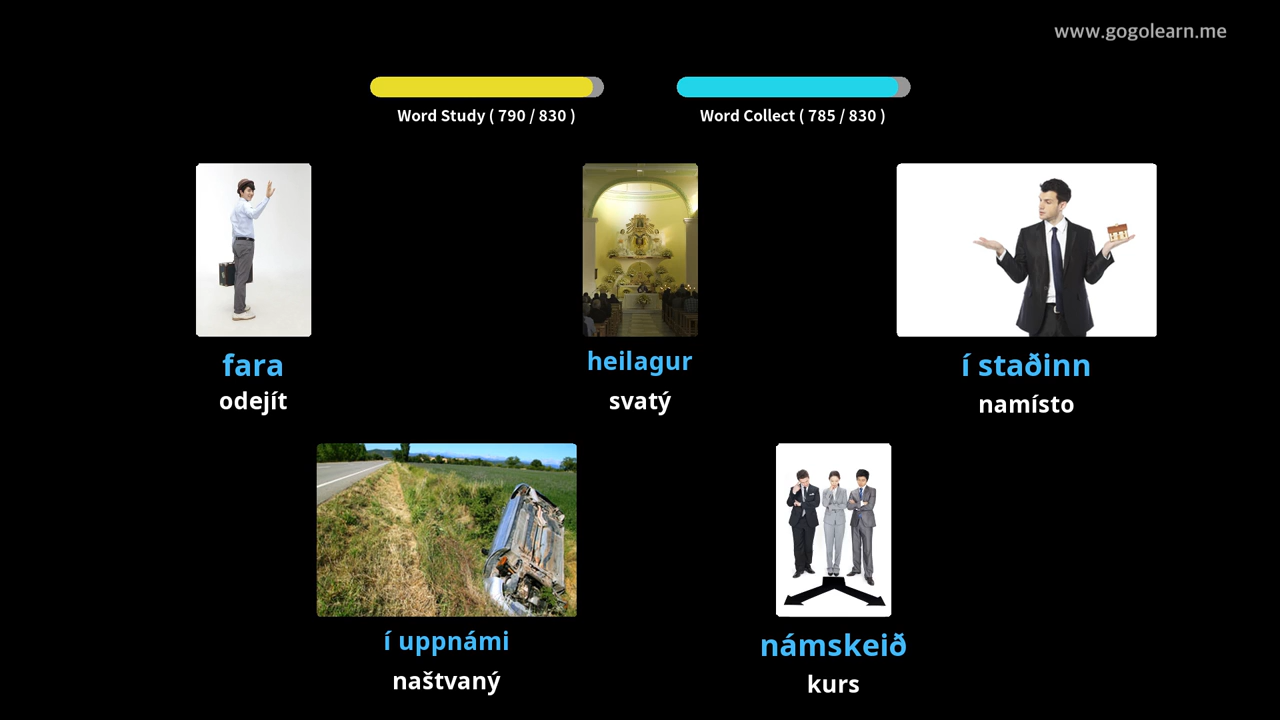 www.gogolearn.me
Word Study ( 790 / 830 )
Word Collect ( 785 / 830 )
fara
odejít
heilagur
svatý
í staðinn
namísto
í uppnámi
naštvaný
námskeið
kurs